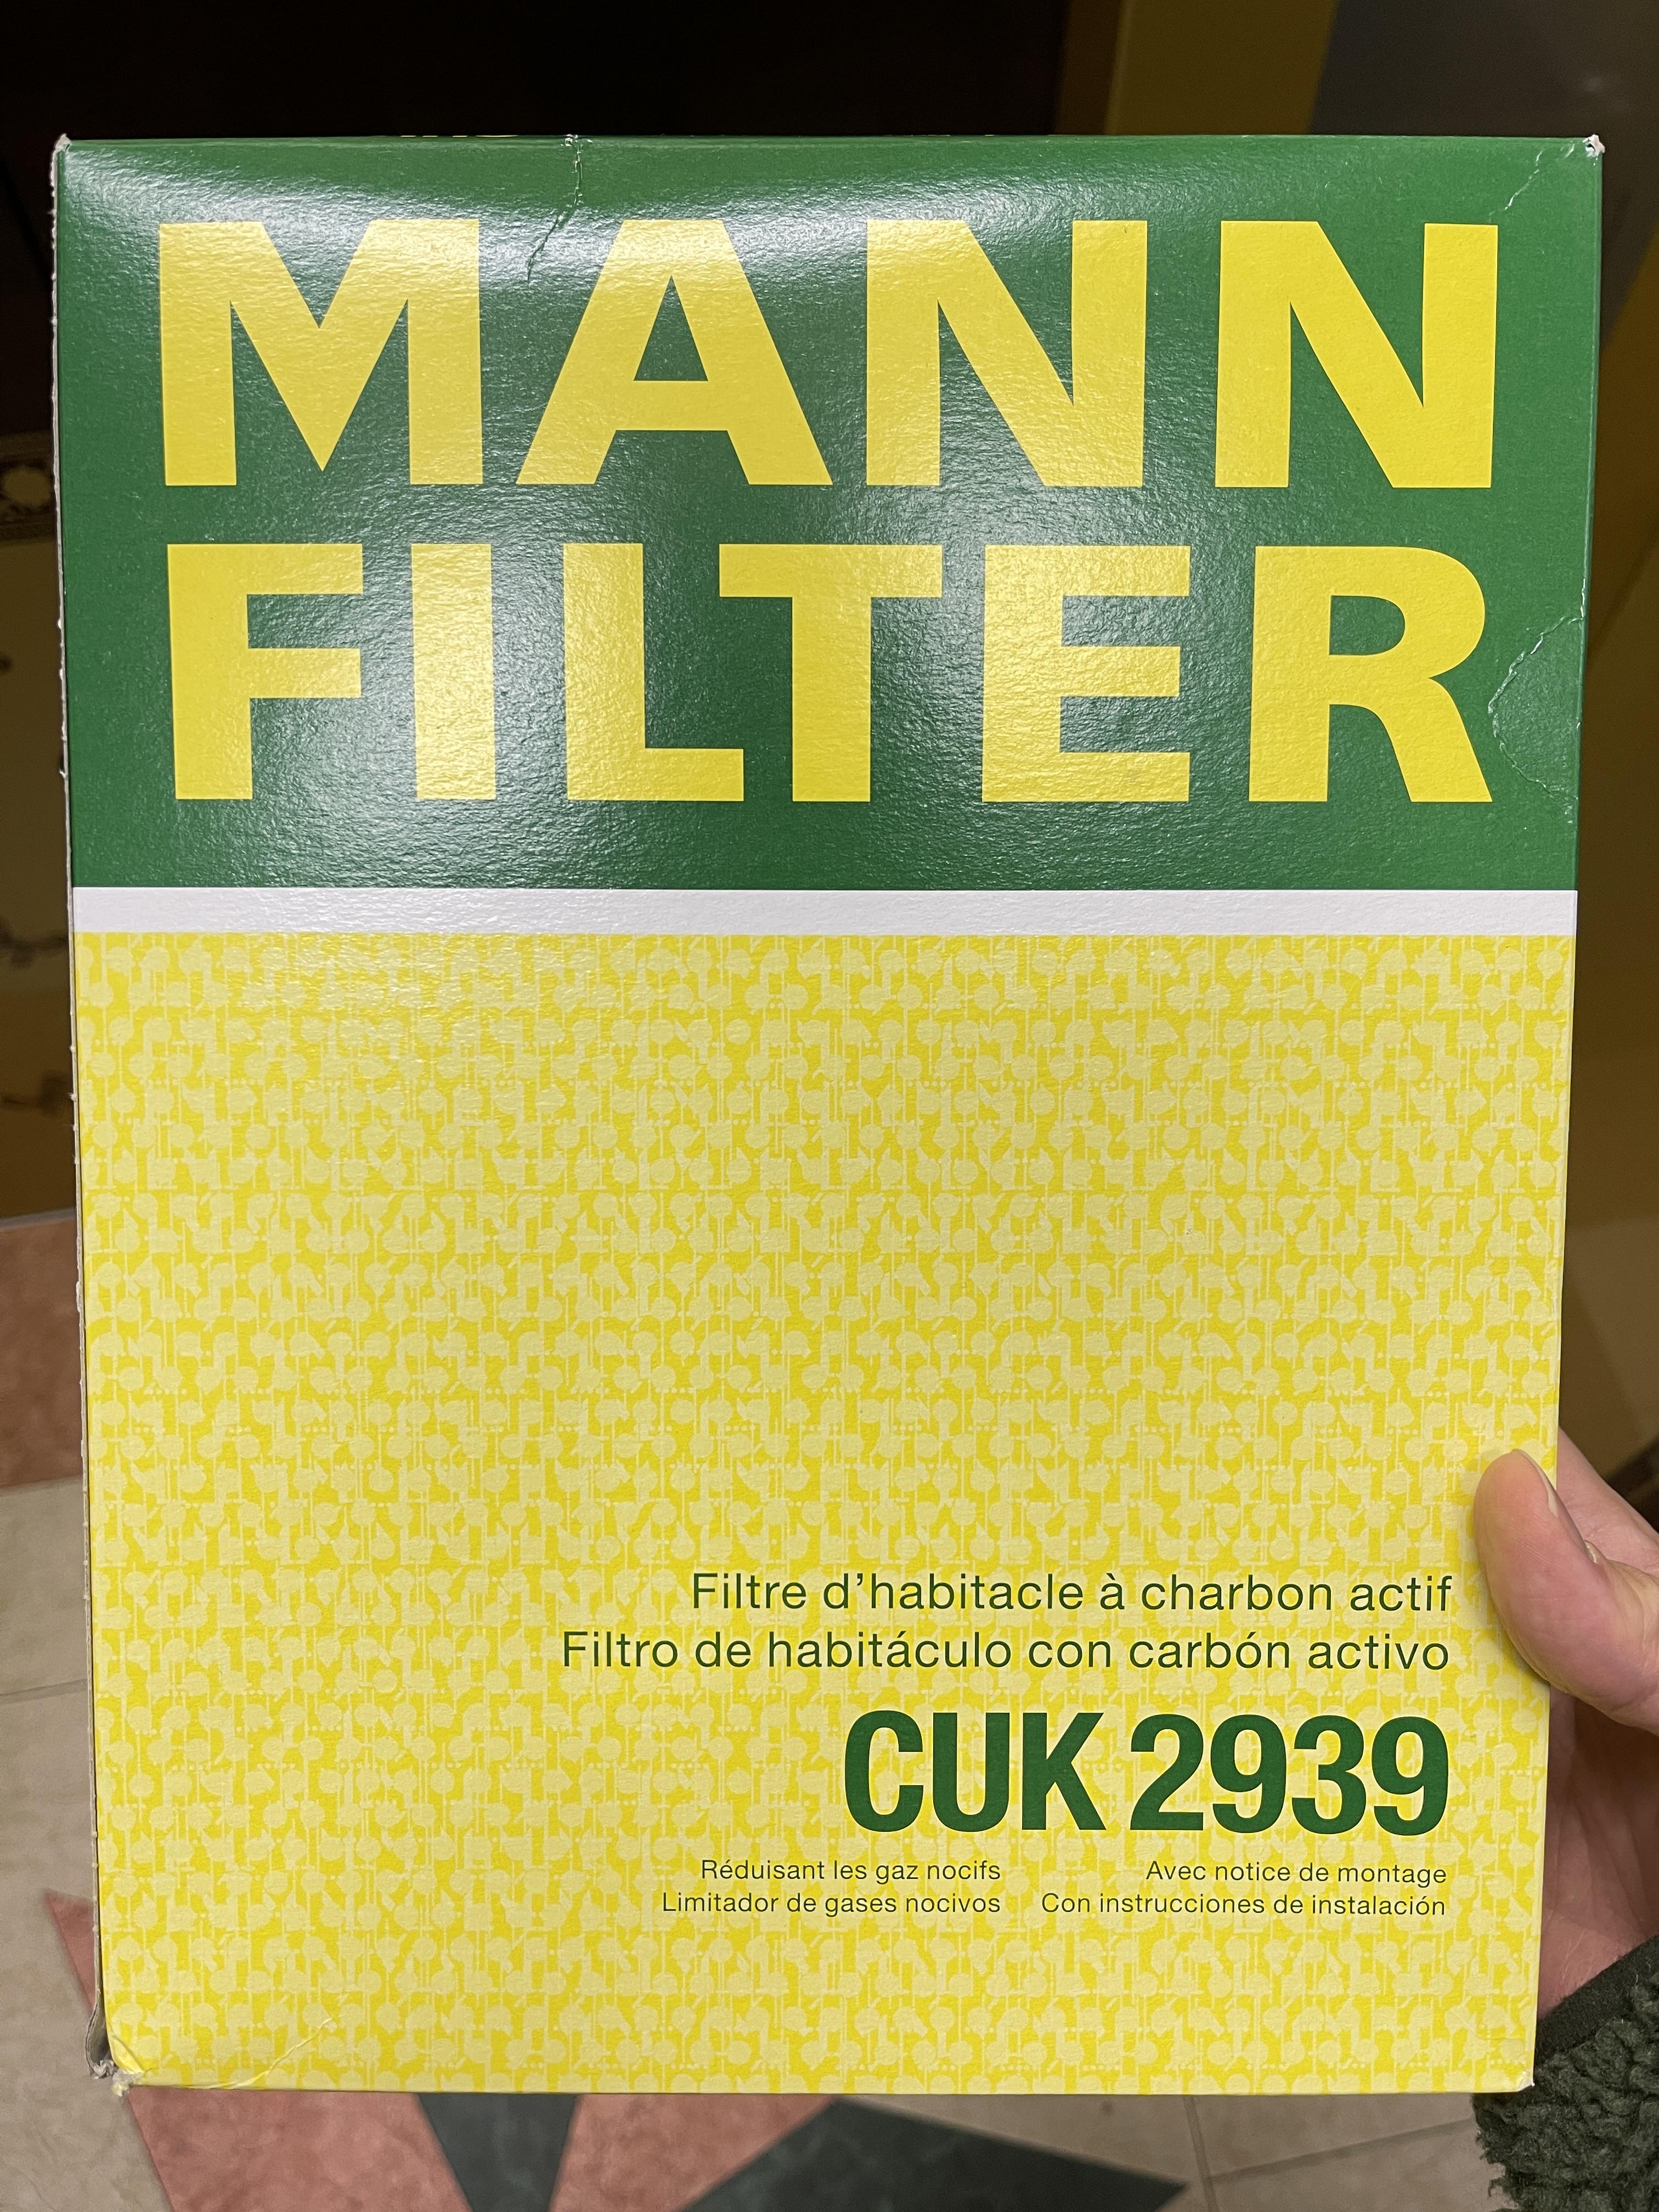 MANN
FILTER
Filtre d’habitacle à charbon actif
Filtro de habitáculo con carbón activo
CUK 2939
Réduisant les gaz nocifs
Limitador de gases nocivos
Avec notice de montage
Con instrucciones de instalación